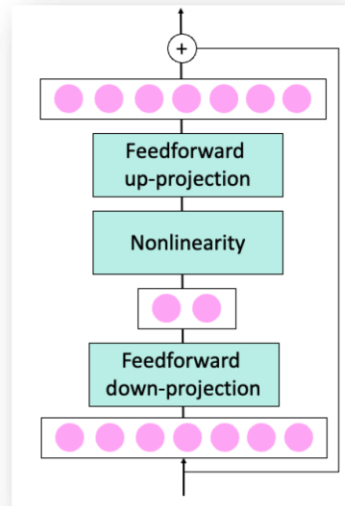 +
Feedforward
up-projection
Nonlinearity
Feedforward
down-projection